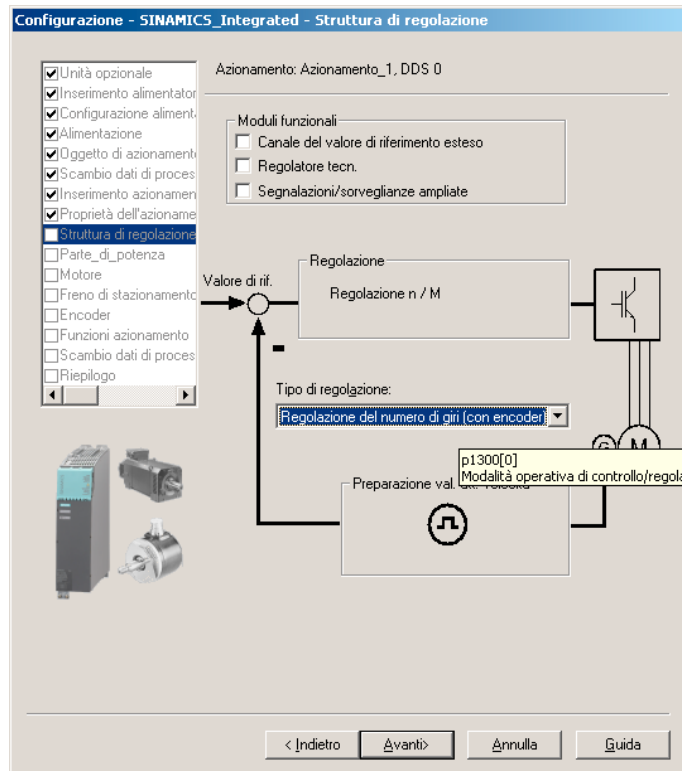 Configurazione - SINAMICS_Integrated - Struttura di regolazione
Unità opzionale
Inserimento alimentator
Configurazione aliment
Alimentazione
Oggetto di azionament
Scambio dati di proces
Inserimento azionamen
Proprietà dell'azioname
Struttura di regolazione
Parte_di_potenza
Motore
Freno di stazionamento
Encoder
Funzioni azionamento
Scambio dati di proces
Riepilogo
Azionamento: Azionamento_1, DDS 0
Moduli funzionali
Canale del valore di riferimento esteso
Regolatore tecn.
Segnalazioni/sorveglianze ampliate
Valore di rif.
Regolazione
Regolazione n / M
Tipo di regolazione:
Regolazione del numero di giri (con encoder)
G M
p1300[0]
Modalità operativa di controllo/regola
Preparazione val.
< Indietro
Avanti>
Annulla
Guida